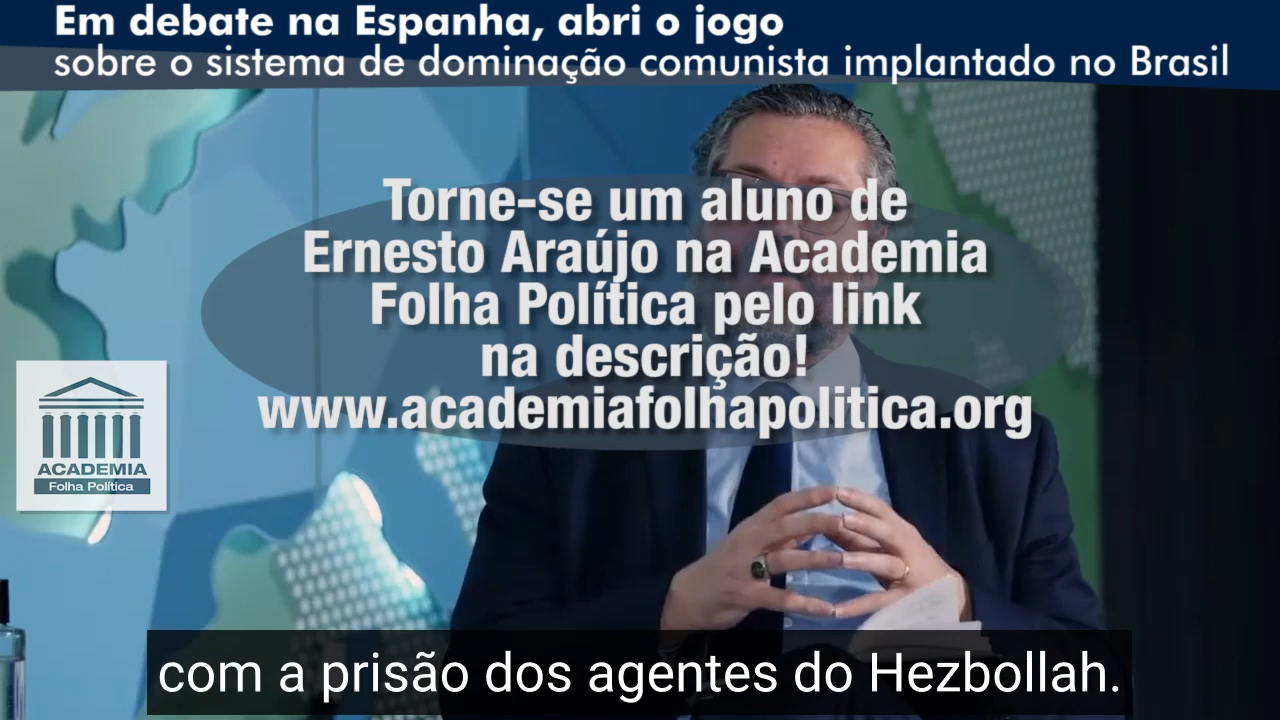 Em debate na Espanha, abri o jogo
sobre o sistema de dominação comunista implantado no Brasil
Torne-se um aluno de
Ernesto Araújo na Academia
Folha Política pelo link
na descrição!
www.academiafolhapolitica.org
ACADEMIA
Folha Política
com a prisão dos agentes do Hezbollah.